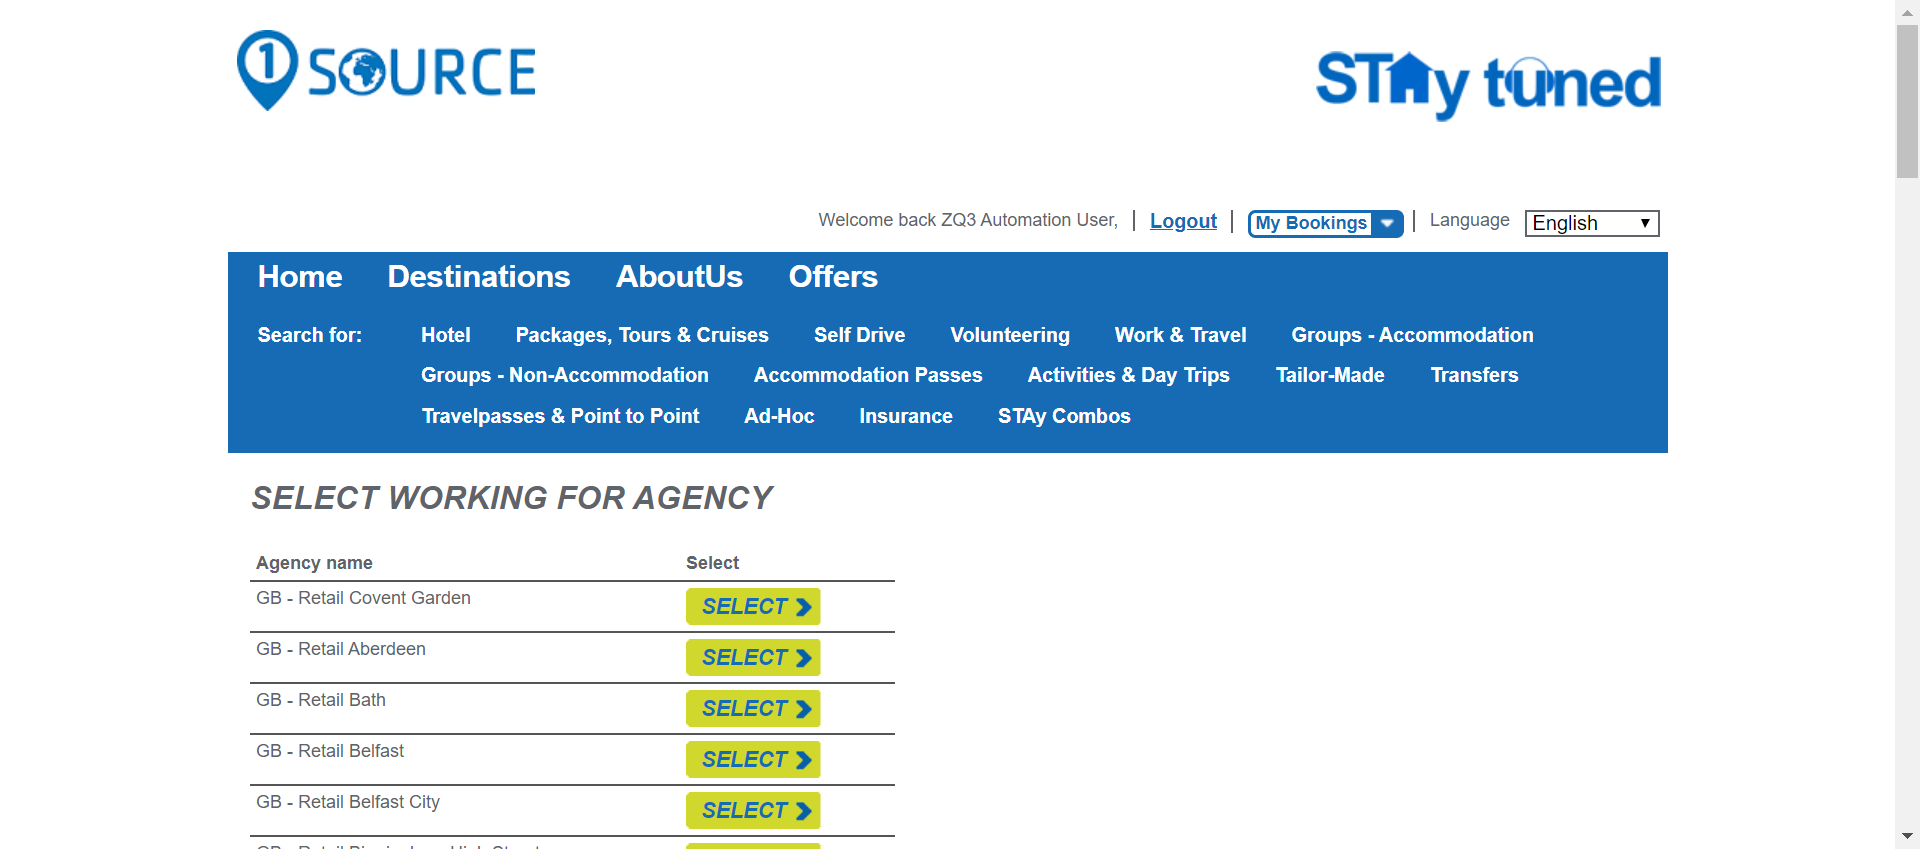 1 SOURCE
STAy tuned
Welcome back ZQ3 Automation User, Logout My Bookings Language English
Home Destinations AboutUs Offers
Search for: Hotel Packages, Tours & Cruises Self Drive Volunteering Work & Travel Groups - Accommodation
Groups - Non-Accommodation Accommodation Passes Activities & Day Trips Tailor-Made Transfers
Travelpasses & Point to Point Ad-Hoc Insurance STAy Combos
SELECT WORKING FOR AGENCY
Agency name Select
GB - Retail Covent Garden SELECT
GB - Retail Aberdeen SELECT
GB - Retail Bath SELECT
GB - Retail Belfast SELECT
GB - Retail Belfast City SELECT